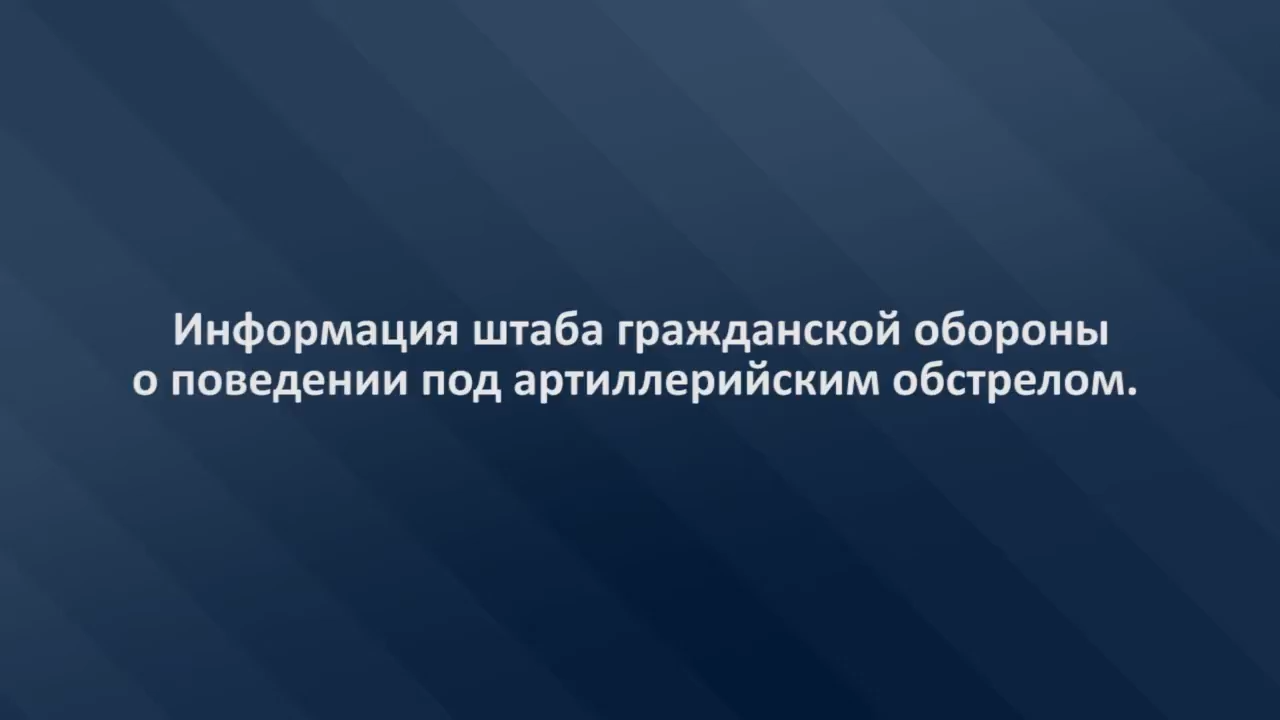 Информация штаба гражданской обороны
о поведении под артиллерийским обстрелом.